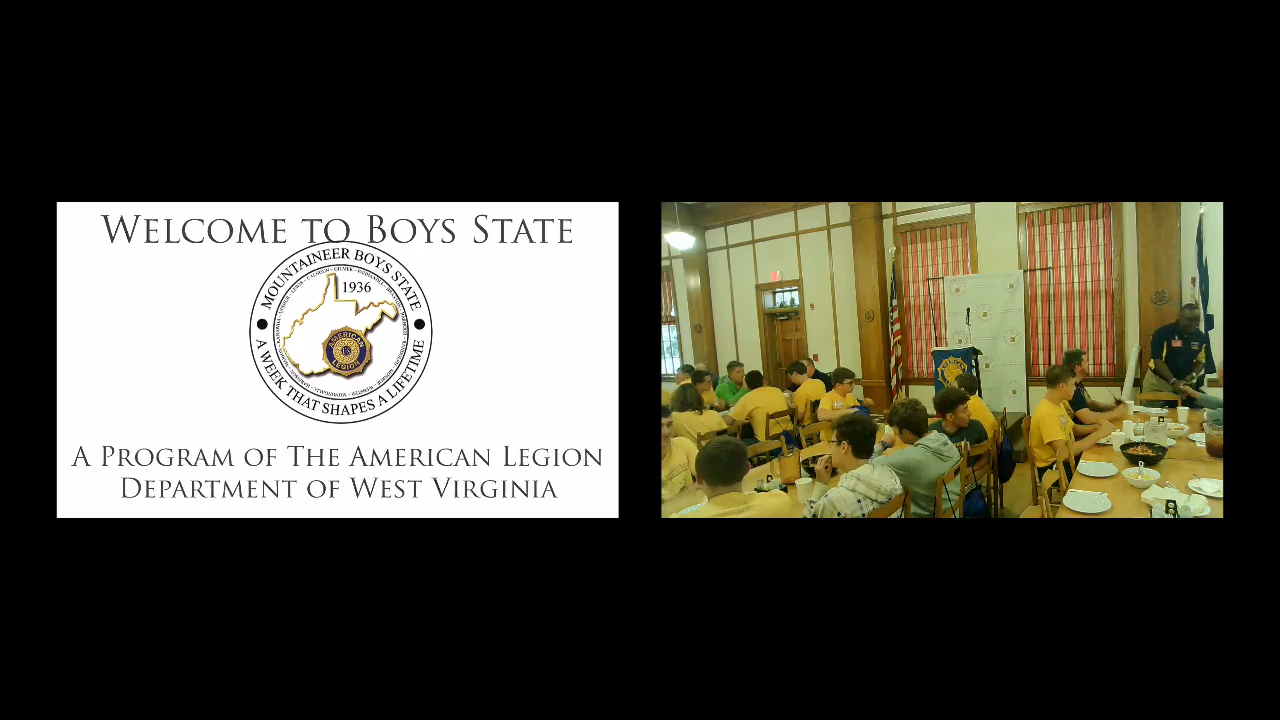 WELCOME TO BOYS STATE
MOUNTAINEER BOYS STATE
1936
AMERICAN
LEGION
A WEEK THAT SHAPES A LIFETIME
A PROGRAM OF THE AMERICAN LEGION
DEPARTMENT OF WEST VIRGINIA